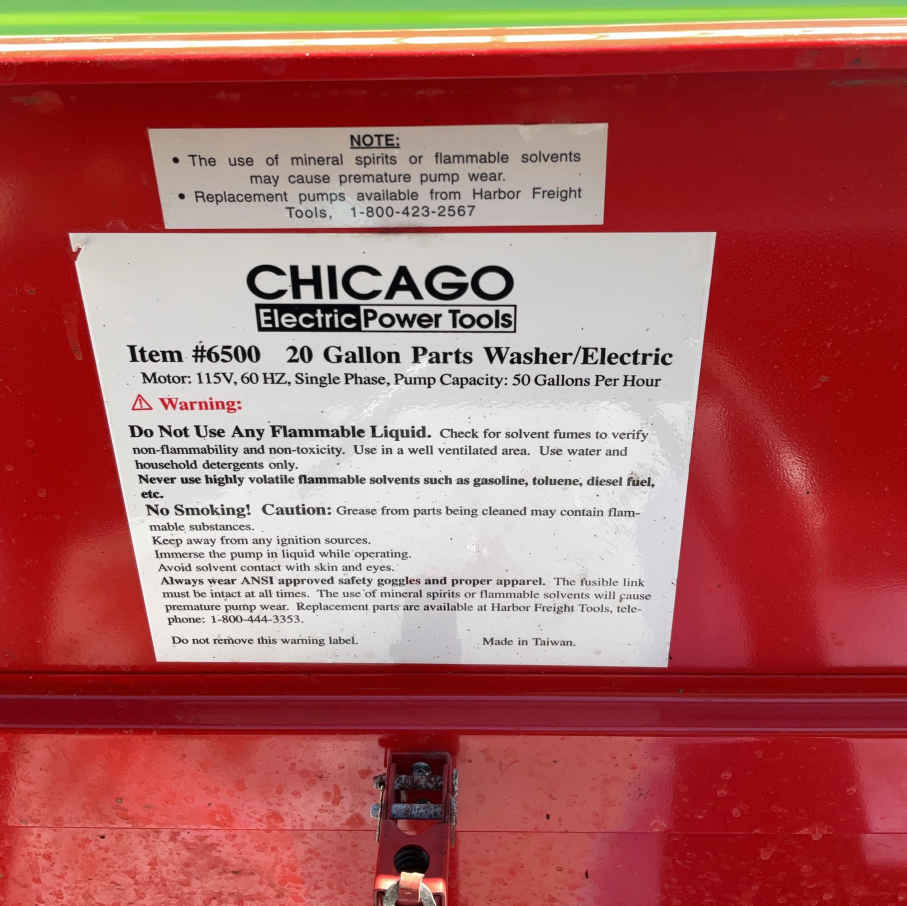 NOTE:
• The use of mineral spirits or flammable solvents
may cause premature pump wear.
• Replacement pumps available from Harbor Freight
Tools, 1-800-423-2567
CHICAGO
Electric Power Tools
Item #6500 20 Gallon Parts Washer/Electric
Motor: 115V, 60 HZ, Single Phase, Pump Capacity: 50 Gallons Per Hour
⚠ Warning:
Do Not Use Any Flammable Liquid. Check for solvent fumes to verify
non-flammability and non-toxicity. Use in a well ventilated area. Use water and
household detergents only.
Never use highly volatile flammable solvents such as gasoline, toluene, diesel fuel,
etc.
No Smoking! Caution: Grease from parts being cleaned may contain flam-
mable substances.
Keep away from any ignition sources.
Immerse the pump in liquid while operating.
Avoid solvent contact with skin and eyes.
Always wear ANSI approved safety goggles and proper apparel. The fusible link
must be intact at all times. The use of mineral spirits or flammable solvents will cause
premature pump wear. Replacement parts are available at Harbor Freight Tools, tele-
phone: 1-800-444-3353.
Do not remove this warning label. Made in Taiwan.